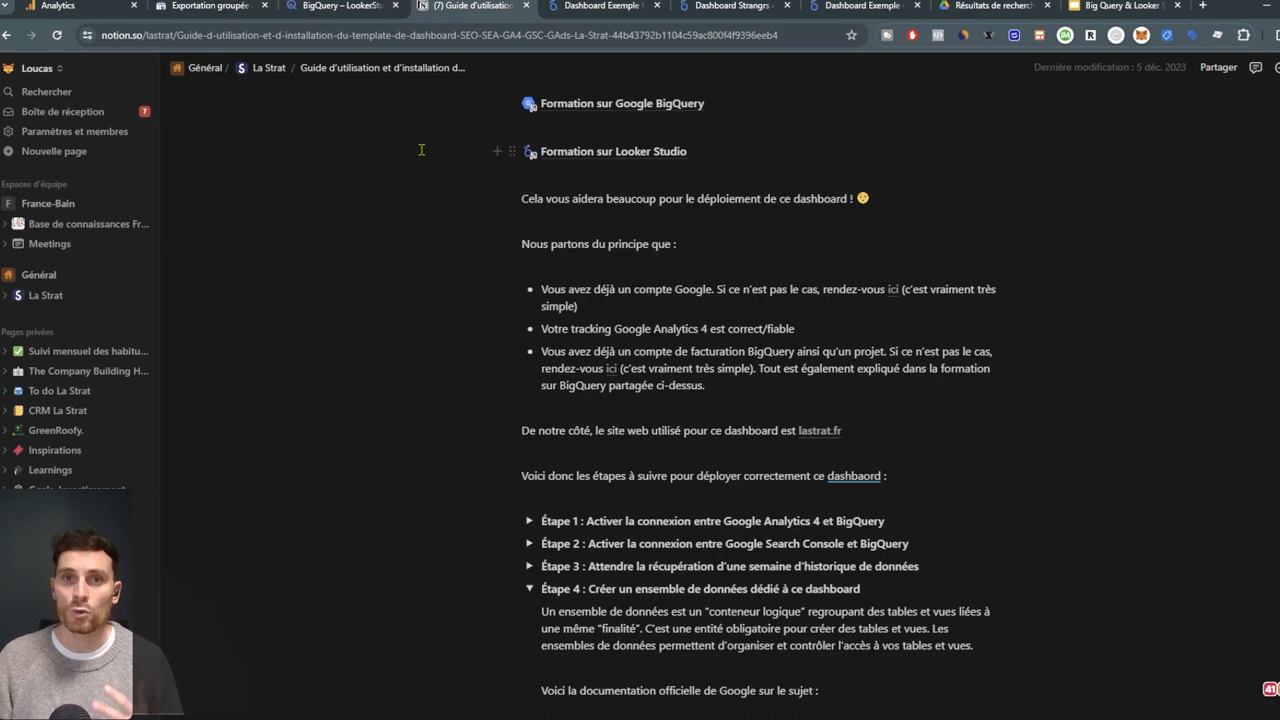 Analytics
Exportation groupée
BigQuery – LookerStu
(7) Guide d'utilisation
Dashboard Exemple
Dashboard Strangrs
Dashboard Exemple
Résultats de recherc
Big Query & Looker S
notion.so/lastrat/Guide-d-utilisation-et-d-installation-du-template-de-dashboard-SEO-SEA-GA4-GSC-GAds-La-Strat-44b43792b1104c59ac800f4f9396eeb4
Loucas
Général / La Strat / Guide d'utilisation et d'installation d...
Dernière modification : 5 déc. 2023
Partager
Rechercher
Boîte de réception
7
Paramètres et membres
Nouvelle page
Espaces d'équipe
F France-Bain
Base de connaissances Fr...
Meetings
Général
La Strat
Pages privées
Suivi mensuel des habitu...
The Company Building H...
To do La Strat
CRM La Strat
GreenRoofy.
Inspirations
Learnings
Formation sur Google BigQuery
Formation sur Looker Studio
Cela vous aidera beaucoup pour le déploiement de ce dashboard !
Nous partons du principe que :
Vous avez déjà un compte Google. Si ce n'est pas le cas, rendez-vous ici (c'est vraiment très
simple)
Votre tracking Google Analytics 4 est correct/fiable
Vous avez déjà un compte de facturation BigQuery ainsi qu'un projet. Si ce n'est pas le cas,
rendez-vous ici (c'est vraiment très simple). Tout est également expliqué dans la formation
sur BigQuery partagée ci-dessus.
De notre côté, le site web utilisé pour ce dashboard est lastrat.fr
Voici donc les étapes à suivre pour déployer correctement ce dashbaord :
Étape 1 : Activer la connexion entre Google Analytics 4 et BigQuery
Étape 2 : Activer la connexion entre Google Search Console et BigQuery
Étape 3 : Attendre la récupération d'une semaine d'historique de données
Étape 4 : Créer un ensemble de données dédié à ce dashboard
Un ensemble de données est un "conteneur logique" regroupant des tables et vues liées à
une même "finalité". C'est une entité obligatoire pour créer des tables et vues. Les
ensembles de données permettent d'organiser et contrôler l'accès à vos tables et vues.
Voici la documentation officielle de Google sur le sujet :
41